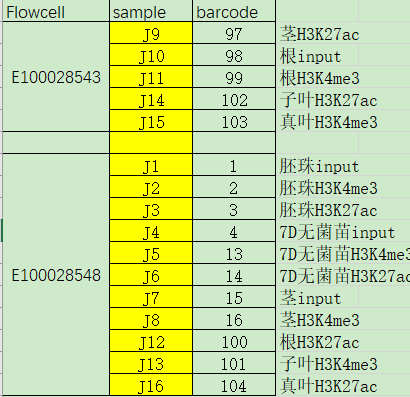 Flowcell sample barcode
J9 97 茎H3K27ac
J10 98 根input
E100028543 J11 99 根H3K4me3
J14 102 子叶H3K27ac
J15 103 真叶H3K4me3
J1 1 胚珠input
J2 2 胚珠H3K4me3
J3 3 胚珠H3K27ac
J4 4 7D无菌苗input
J5 13 7D无菌苗H3K4me3
E100028548 J6 14 7D无菌苗H3K27ac
J7 15 茎input
J8 16 茎H3K4me3
J12 100 根H3K27ac
J13 101 子叶H3K4me3
J16 104 真叶H3K27ac